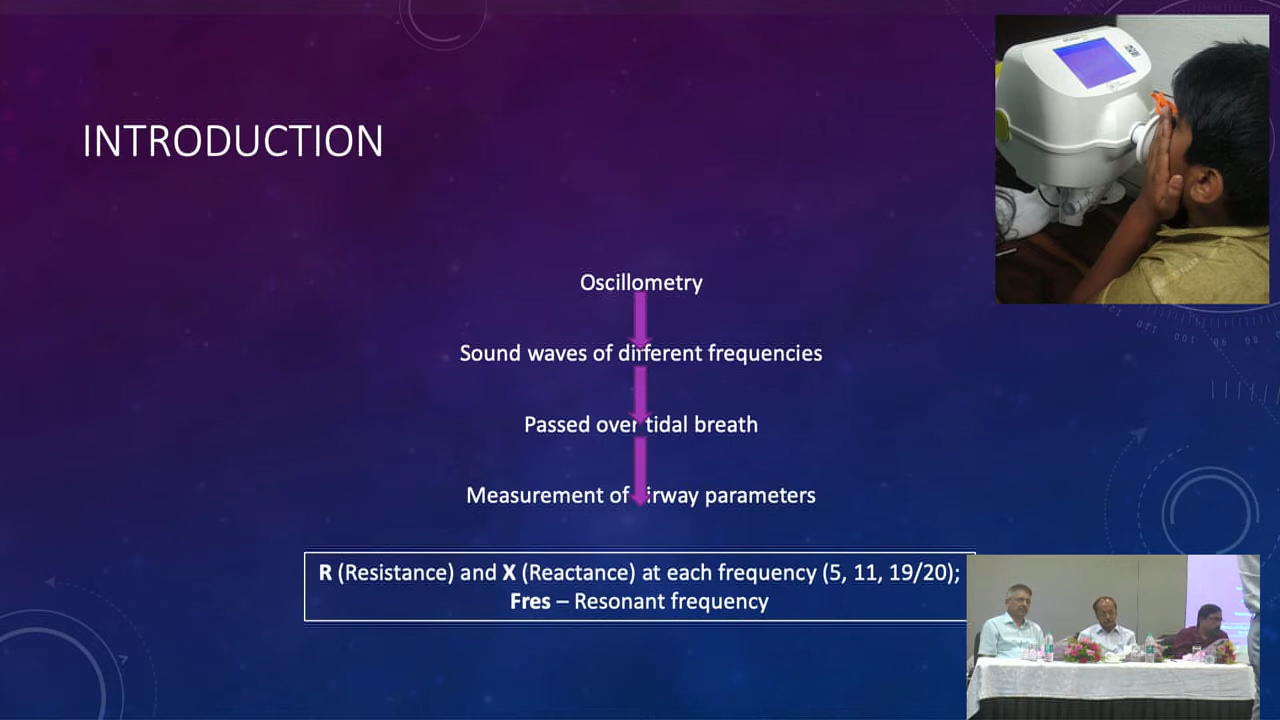 INTRODUCTION
Oscillometry
Sound waves of different frequencies
Passed over tidal breath
Measurement of airway parameters
R (Resistance) and X (Reactance) at each frequency (5, 11, 19/20);
Fres – Resonant frequency